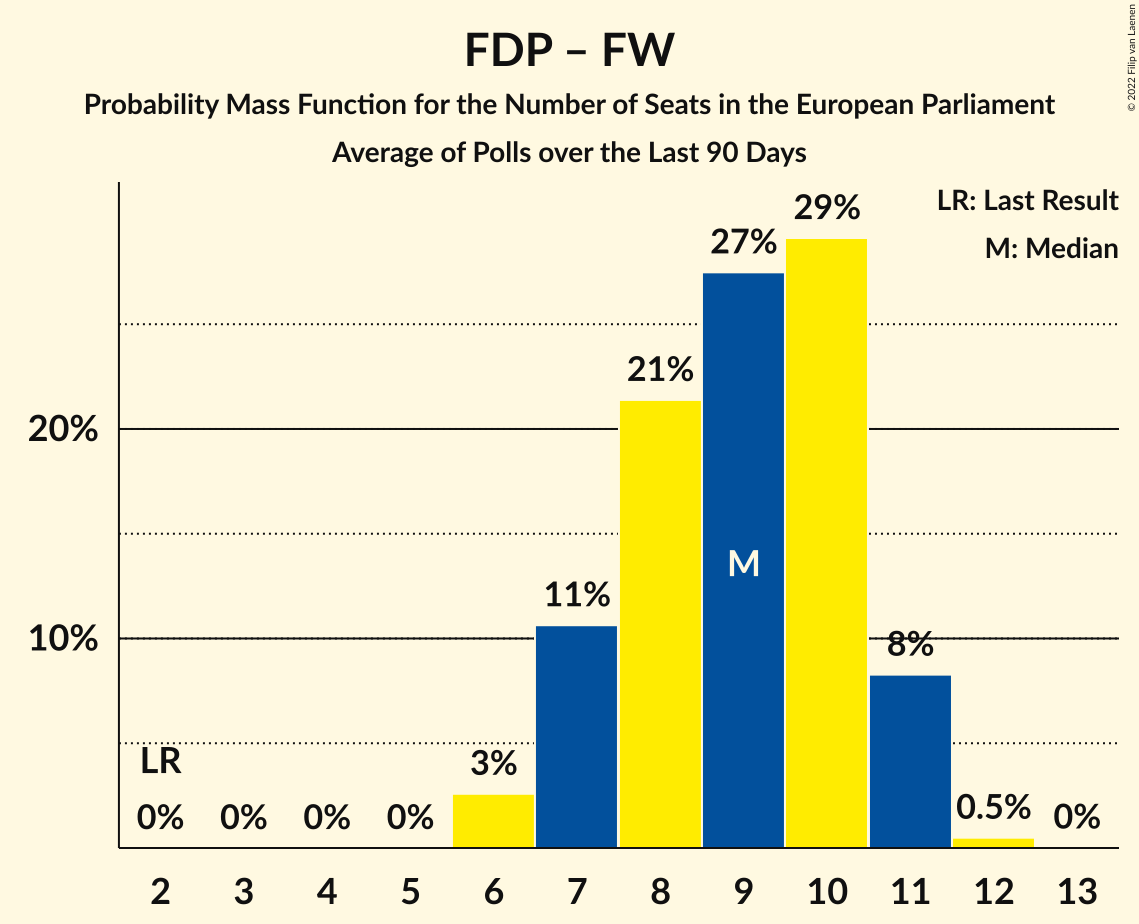 FDP – FW
Probability Mass Function for the Number of Seats in the European Parliament
Average of Polls over the Last 90 Days
© 2022 Filip van Laenen
LR: Last Result
M: Median
29%
27%
21%
20%
M
11%
10%
8%
LR
3%
0% 0% 0% 0% 0.5% 0%
2 3 4 5 6 7 8 9 10 11 12 13